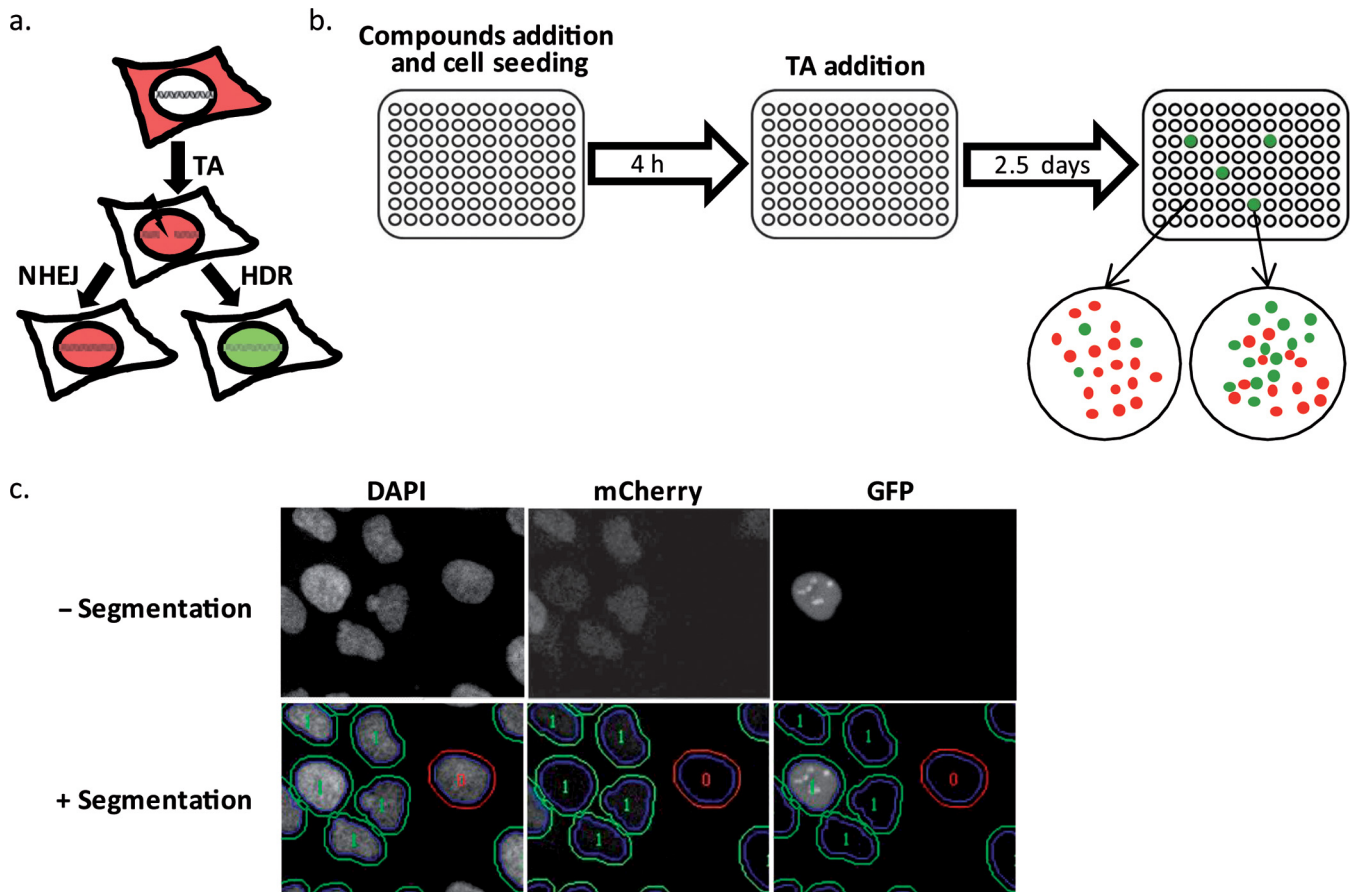 a.
TA
NHEJ
HDR
b.
Compounds addition
and cell seeding
TA addition
4 h
2.5 days
c.
DAPI
mCherry
GFP
– Segmentation
+ Segmentation
1
1
0
1
1
1
1
1
0
1
1
1
1
1
0
1
1
1